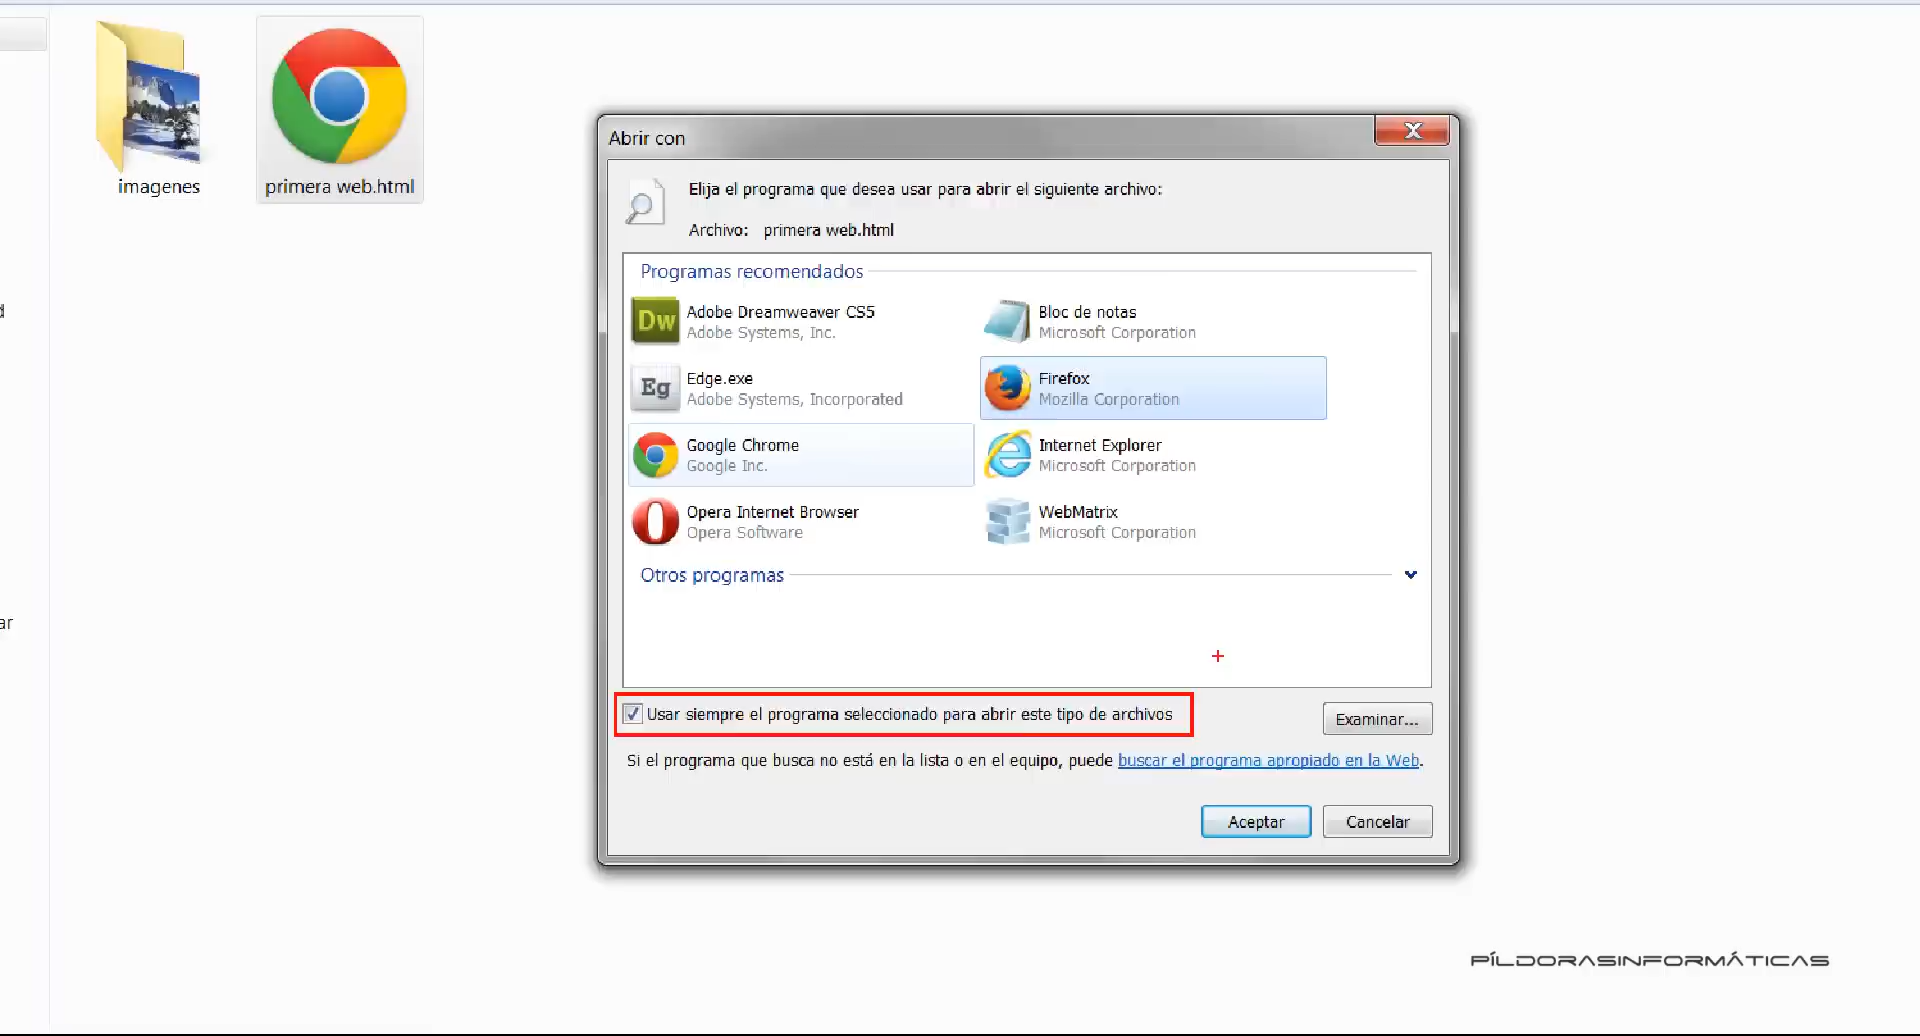 imagenes
primera web.html
d
ar
Abrir con
Elija el programa que desea usar para abrir el siguiente archivo:
Archivo: primera web.html
Programas recomendados
Dw
Adobe Dreamweaver CS5
Adobe Systems, Inc.
Bloc de notas
Microsoft Corporation
Eg
Edge.exe
Adobe Systems, Incorporated
Firefox
Mozilla Corporation
Google Chrome
Google Inc.
Internet Explorer
Microsoft Corporation
Opera Internet Browser
Opera Software
WebMatrix
Microsoft Corporation
Otros programas
Usar siempre el programa seleccionado para abrir este tipo de archivos
Examinar...
Si el programa que busca no está en la lista o en el equipo, puede buscar el programa apropiado en la Web.
Aceptar
Cancelar
PÍLDORASINFORMÁTICAS